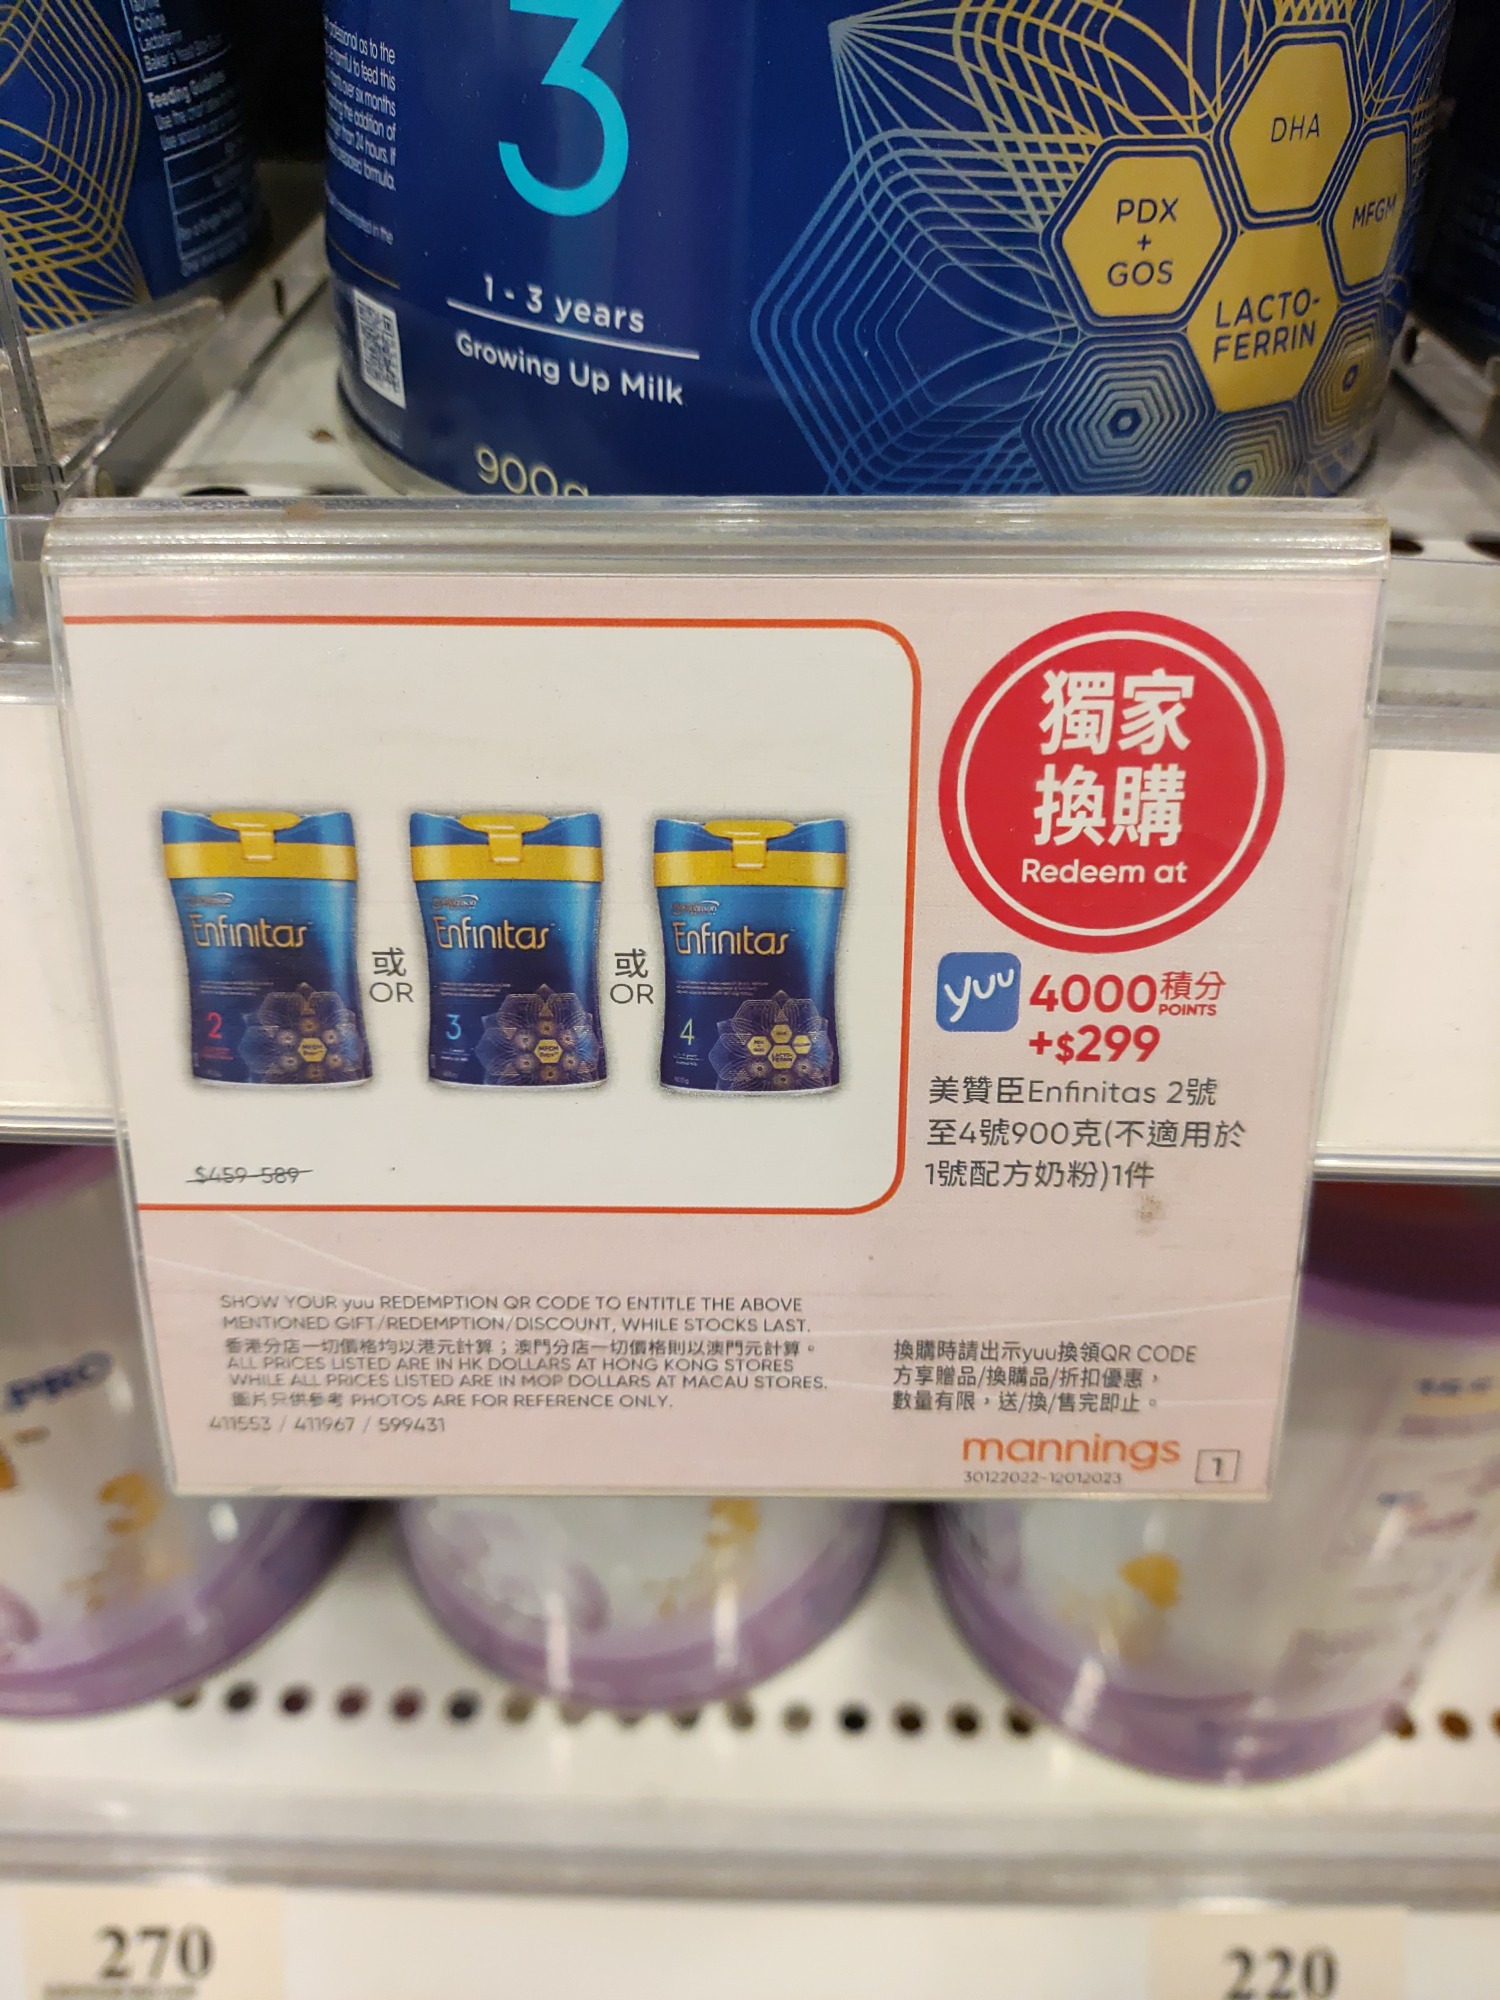 Choline
Lactoferrin
Feeding Guidelines
3
1 - 3 years
Growing Up Milk
900g
DHA
PDX
+
GOS
MFGM
LACTO-
FERRIN
獨家
換購
Redeem at
Enfinitas
2
或
OR
Enfinitas
3
或
OR
Enfinitas
4
$459-589
yuu 4000積分
POINTS
+$299
美贊臣Enfinitas 2號
至4號900克(不適用於
1號配方奶粉)1件
SHOW YOUR yuu REDEMPTION QR CODE TO ENTITLE THE ABOVE
MENTIONED GIFT/REDEMPTION/DISCOUNT, WHILE STOCKS LAST.
香港分店一切價格均以港元計算；澳門分店一切價格則以澳門元計算。
ALL PRICES LISTED ARE IN HK DOLLARS AT HONG KONG STORES
WHILE ALL PRICES LISTED ARE IN MOP DOLLARS AT MACAU STORES.
圖片只供參考 PHOTOS ARE FOR REFERENCE ONLY.
411553 / 411967 / 599431
換購時請出示yuu換領QR CODE
方享贈品/換購品/折扣優惠，
數量有限，送/換/售完即止。
mannings
30122022-12012023
1
PRO
3
3
270
220